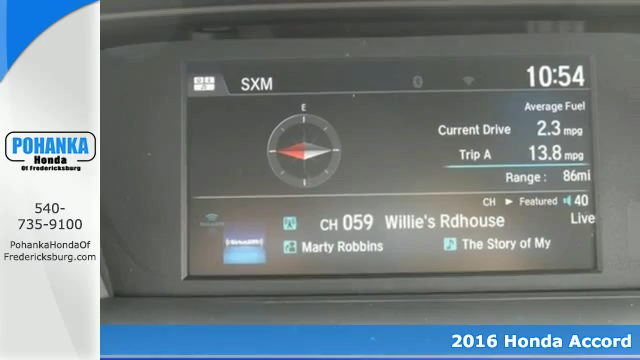 SXM
10:54
E
Average Fuel
Current Drive 2.3 mpg
Trip A 13.8 mpg
Range : 86mi
CH ▶ Featured 40
CH 059 Willie's Rdhouse Live
Marty Robbins The Story of My
POHANKA
Honda
Of Fredericksburg
540-
735-9100
PohankaHondaOf
Fredericksburg.com
2016 Honda Accord